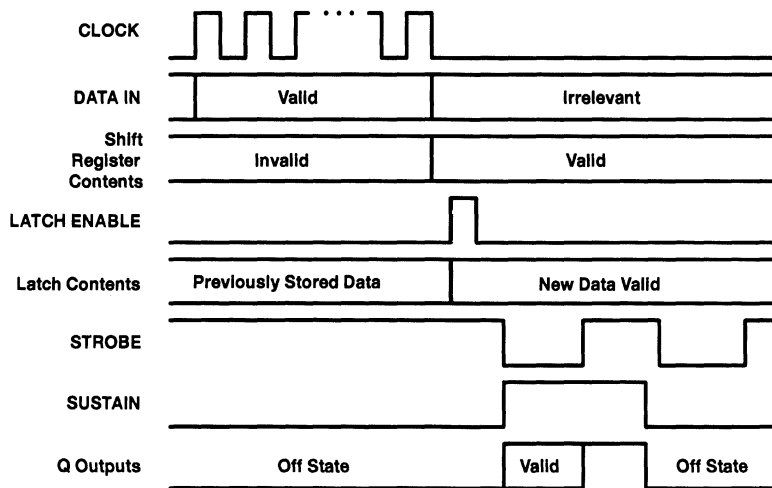 CLOCK
DATA IN
Valid
Irrelevant
Shift
Register
Contents
Invalid
Valid
LATCH ENABLE
Latch Contents
Previously Stored Data
New Data Valid
STROBE
SUSTAIN
Q Outputs
Off State
Valid
Off State